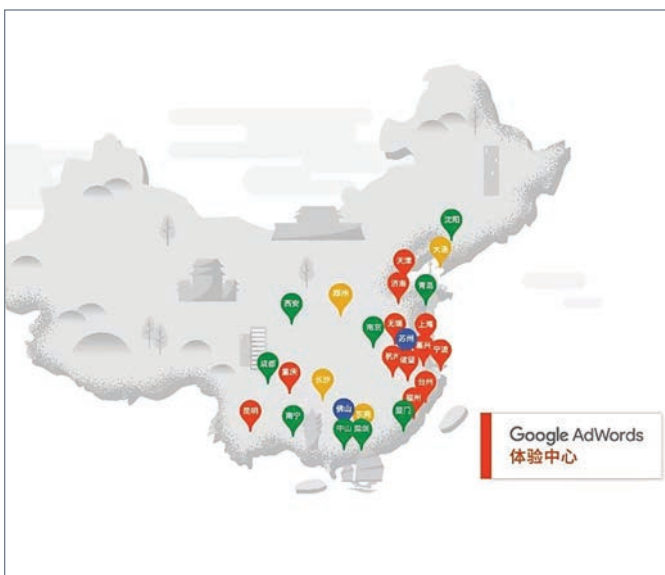 沈阳
大连
天津
济南
青岛
郑州
西安
南京
无锡
上海
苏州
嘉兴
宁波
杭州
诸暨
成都
重庆
长沙
台州
福州
昆明
南宁
佛山
东莞
厦门
中山
深圳
Google AdWords
体验中心